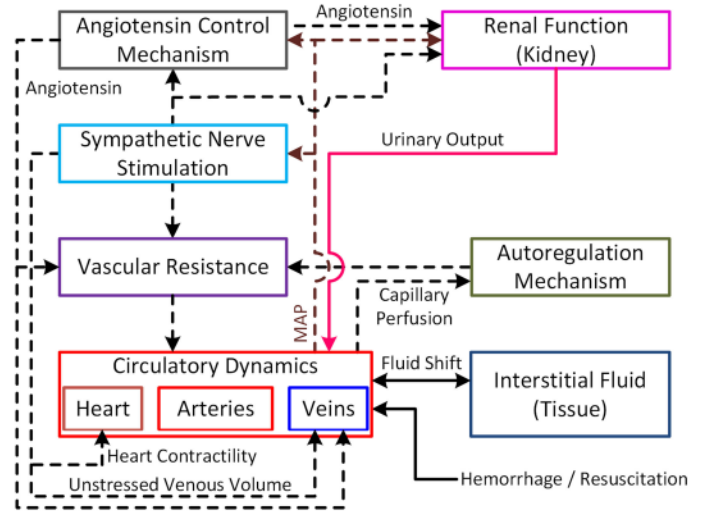 Angiotensin Control
Mechanism
Angiotensin
Renal Function
(Kidney)
Angiotensin
Sympathetic Nerve
Stimulation
Urinary Output
Vascular Resistance
Autoregulation
Mechanism
MAP
Capillary
Perfusion
Circulatory Dynamics
Heart
Arteries
Veins
Fluid Shift
Interstitial Fluid
(Tissue)
Heart Contractility
Unstressed Venous Volume
Hemorrhage / Resuscitation